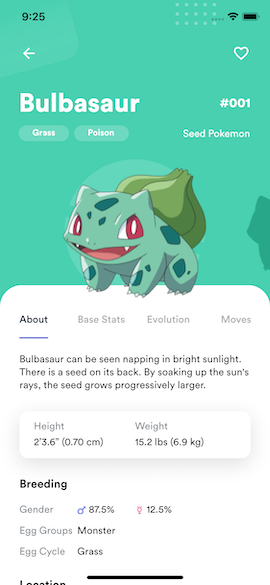 9:25
Bulbasaur
#001
Grass Poison
Seed Pokemon
About Base Stats Evolution Moves
Bulbasaur can be seen napping in bright sunlight.
There is a seed on its back. By soaking up the sun's
rays, the seed grows progressively larger.
Height Weight
2'3.6" (0.70 cm) 15.2 lbs (6.9 kg)
Breeding
Gender ♂ 87.5% ♀ 12.5%
Egg Groups Monster
Egg Cycle Grass
Location